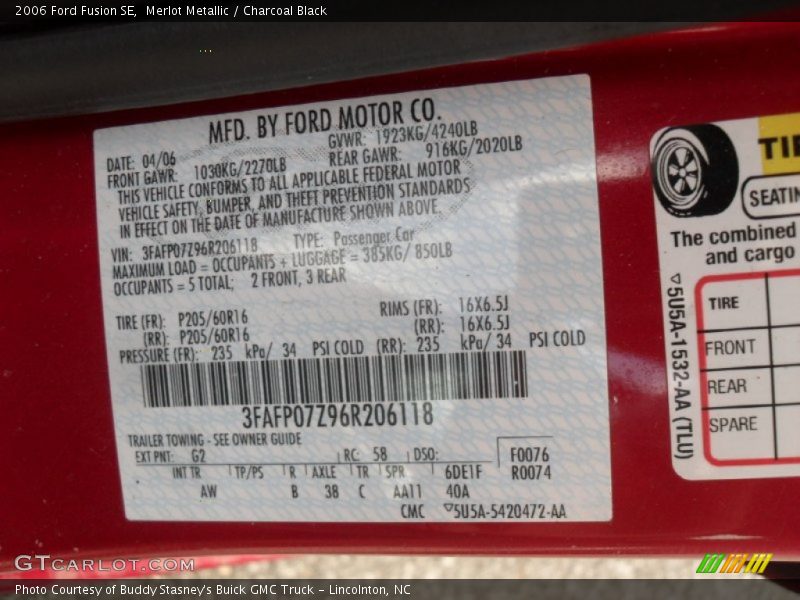 2006 Ford Fusion SE, Merlot Metallic / Charcoal Black
MFD. BY FORD MOTOR CO.
DATE: 04/06 GVWR: 1923KG/4240LB
FRONT GAWR: 1030KG/2270LB REAR GAWR: 916KG/2020LB
THIS VEHICLE CONFORMS TO ALL APPLICABLE FEDERAL MOTOR
VEHICLE SAFETY, BUMPER, AND THEFT PREVENTION STANDARDS
IN EFFECT ON THE DATE OF MANUFACTURE SHOWN ABOVE.
VIN: 3FAFP07Z96R206118 TYPE: Passenger Car
MAXIMUM LOAD = OCCUPANTS + LUGGAGE = 385KG/ 850LB
OCCUPANTS = 5 TOTAL; 2 FRONT, 3 REAR
TIRE (FR): P205/60R16 RIMS (FR): 16X6.5J
(RR): P205/60R16 (RR): 16X6.5J
PRESSURE (FR): 235 kPa/ 34 PSI COLD (RR): 235 kPa/ 34 PSI COLD
3FAFP07Z96R206118
TRAILER TOWING - SEE OWNER GUIDE
EXT PNT: G2 RC: 58 DSO: F0076
INT TR TP/PS R AXLE TR SPR 6DE1F R0074
AW B 38 C AA11 40A
CMC 5U5A-5420472-AA
SEATIN
The combined
and cargo
TIRE
FRONT
REAR
SPARE
5U5A-1532-AA (TLU)
GTCARLOT.COM
Photo Courtesy of Buddy Stasney's Buick GMC Truck - Lincolnton, NC